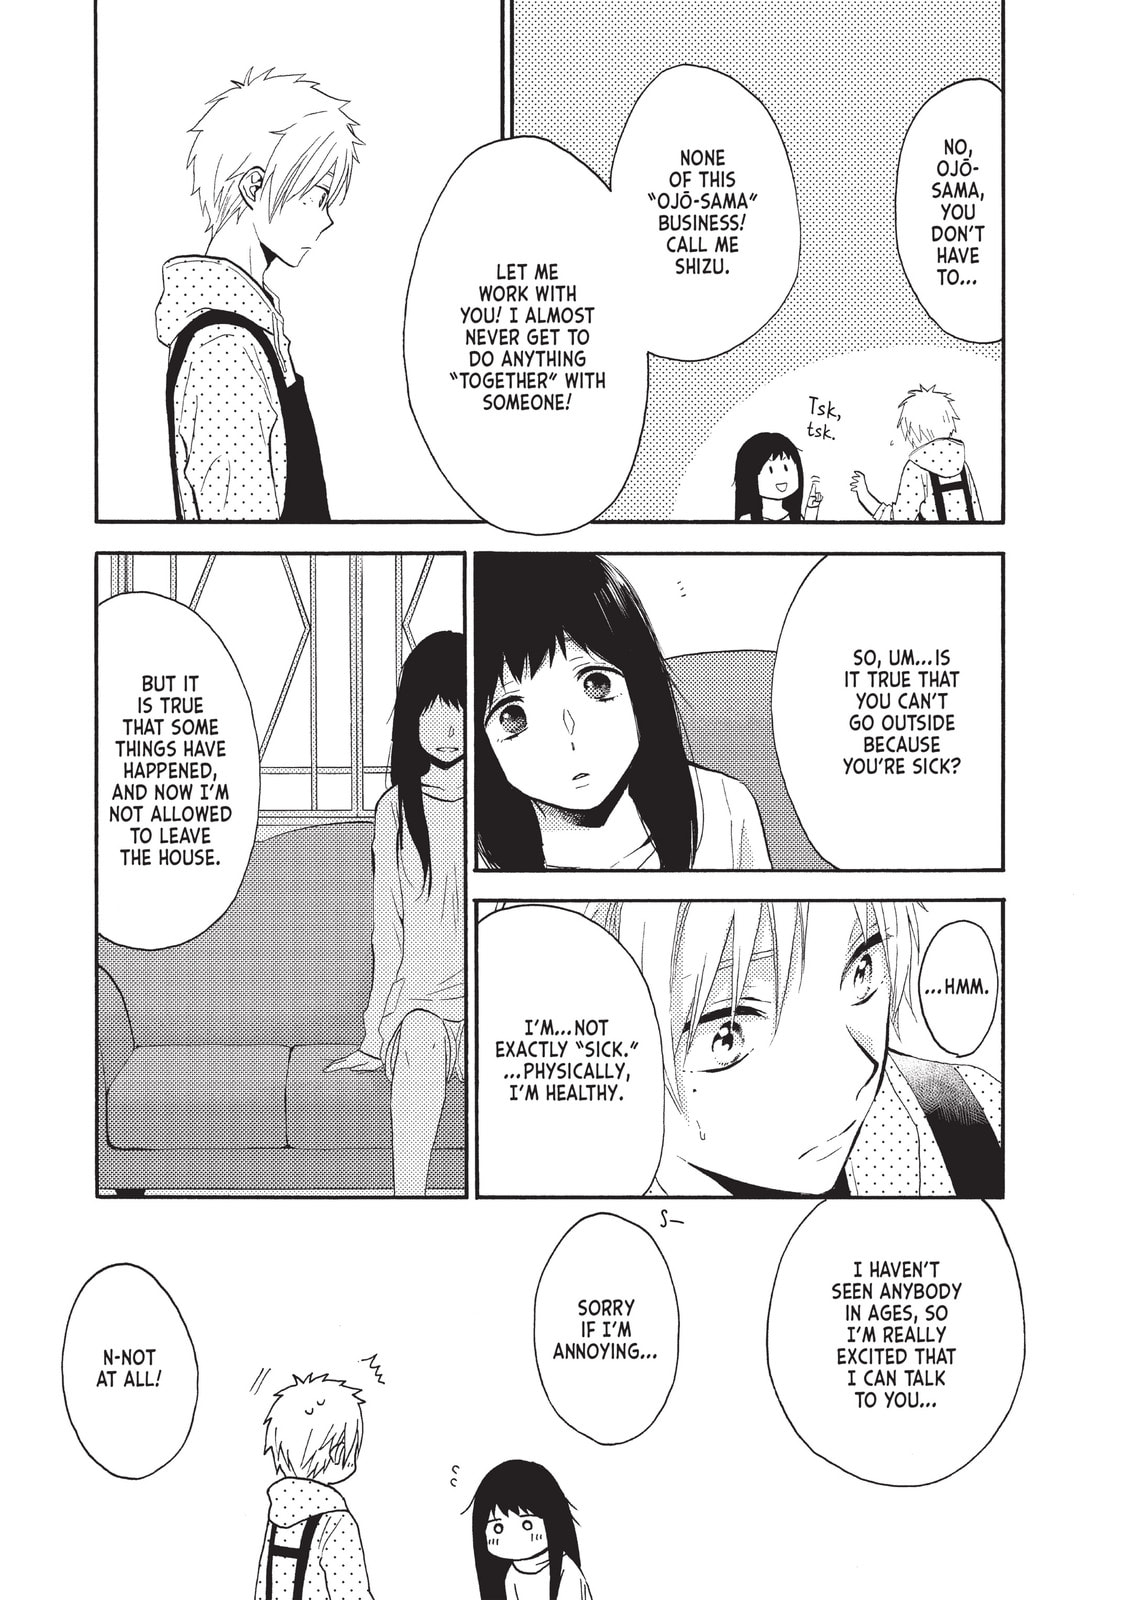 NO,
OJŌ-
SAMA,
YOU
DON'T
HAVE
TO...
NONE
OF THIS
"OJŌ-SAMA"
BUSINESS!
CALL ME
SHIZU.
LET ME
WORK WITH
YOU! I ALMOST
NEVER GET TO
DO ANYTHING
"TOGETHER" WITH
SOMEONE!
Tsk,
tsk.
SO, UM...IS
IT TRUE THAT
YOU CAN'T
GO OUTSIDE
BECAUSE
YOU'RE SICK?
...HMM.
I'M...NOT
EXACTLY "SICK."
...PHYSICALLY,
I'M HEALTHY.
BUT IT
IS TRUE
THAT SOME
THINGS HAVE
HAPPENED,
AND NOW I'M
NOT ALLOWED
TO LEAVE
THE HOUSE.
I HAVEN'T
SEEN ANYBODY
IN AGES, SO
I'M REALLY
EXCITED THAT
I CAN TALK
TO YOU...
S—
SORRY
IF I'M
ANNOYING...
N-NOT
AT ALL!